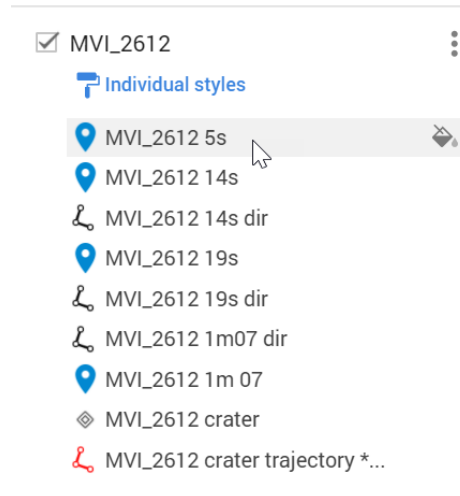 MVI_2612
Individual styles
MVI_2612 5s
MVI_2612 14s
MVI_2612 14s dir
MVI_2612 19s
MVI_2612 19s dir
MVI_2612 1m07 dir
MVI_2612 1m 07
MVI_2612 crater
MVI_2612 crater trajectory *...